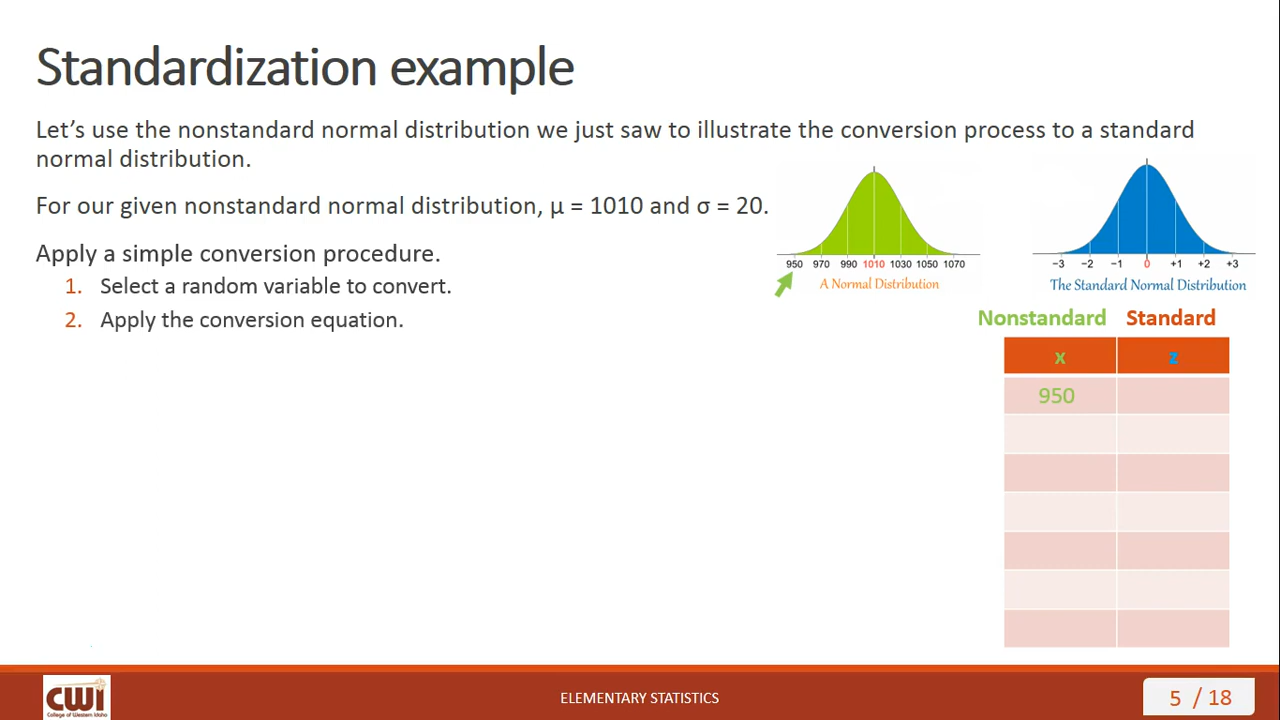 Standardization example
Let's use the nonstandard normal distribution we just saw to illustrate the conversion process to a standard
normal distribution.
For our given nonstandard normal distribution, μ = 1010 and σ = 20.
Apply a simple conversion procedure.
1. Select a random variable to convert.
2. Apply the conversion equation.
950 970 990 1010 1030 1050 1070
A Normal Distribution
−3 −2 −1 0 +1 +2 +3
The Standard Normal Distribution
Nonstandard Standard
x z
950
CWI
College of Western Idaho
ELEMENTARY STATISTICS
5 / 18